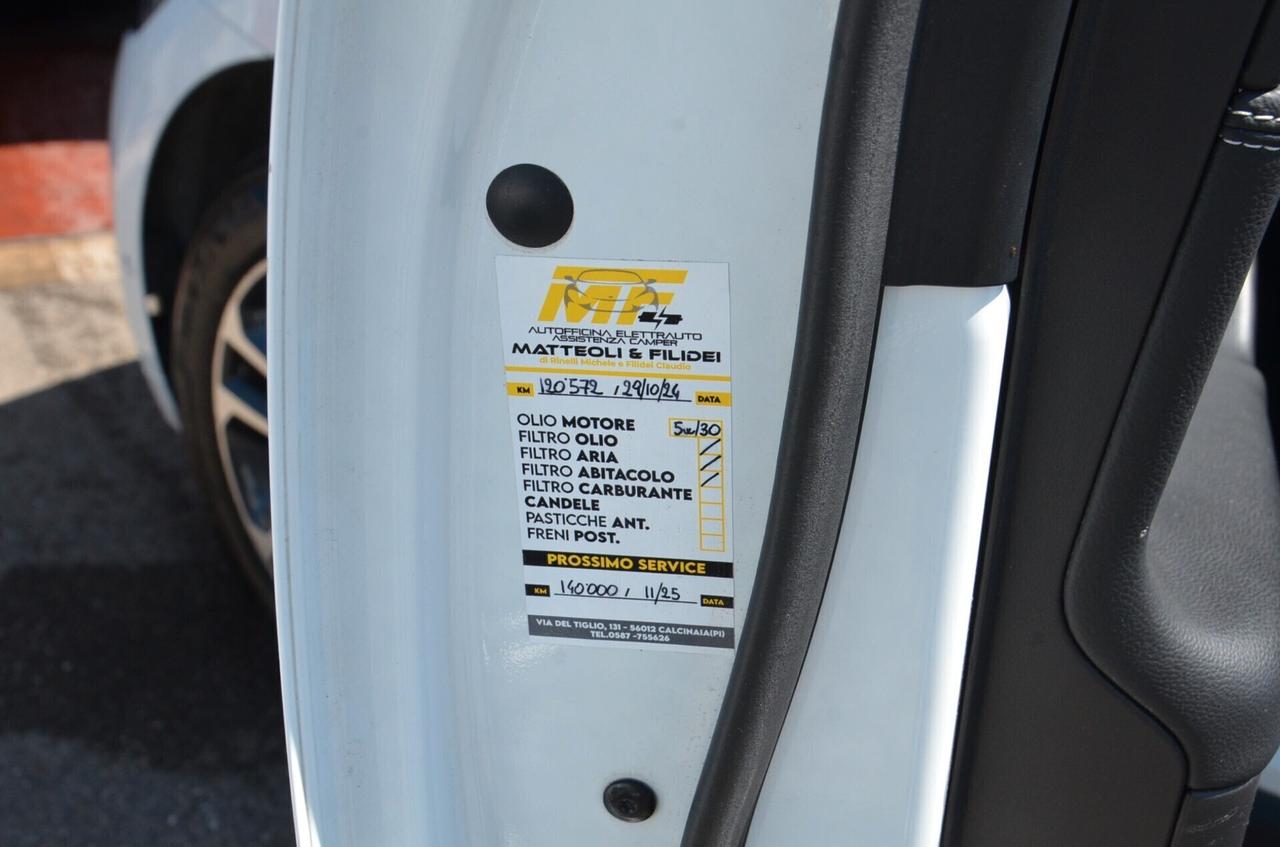 MF
AUTOFFICINA ELETTRAUTO
ASSISTENZA CAMPER
MATTEOLI & FILIDEI
di Rinelli Michele e Filidei Claudio
KM 120'572, 29/10/24 DATA
OLIO MOTORE 5w/30
FILTRO OLIO
FILTRO ARIA
FILTRO ABITACOLO
FILTRO CARBURANTE
CANDELE
PASTICCHE ANT.
FRENI POST.
PROSSIMO SERVICE
KM 140'000, 11/25 DATA
VIA DEL TIGLIO, 131 - 56012 CALCINAIA(PI)
TEL.0587 -755626